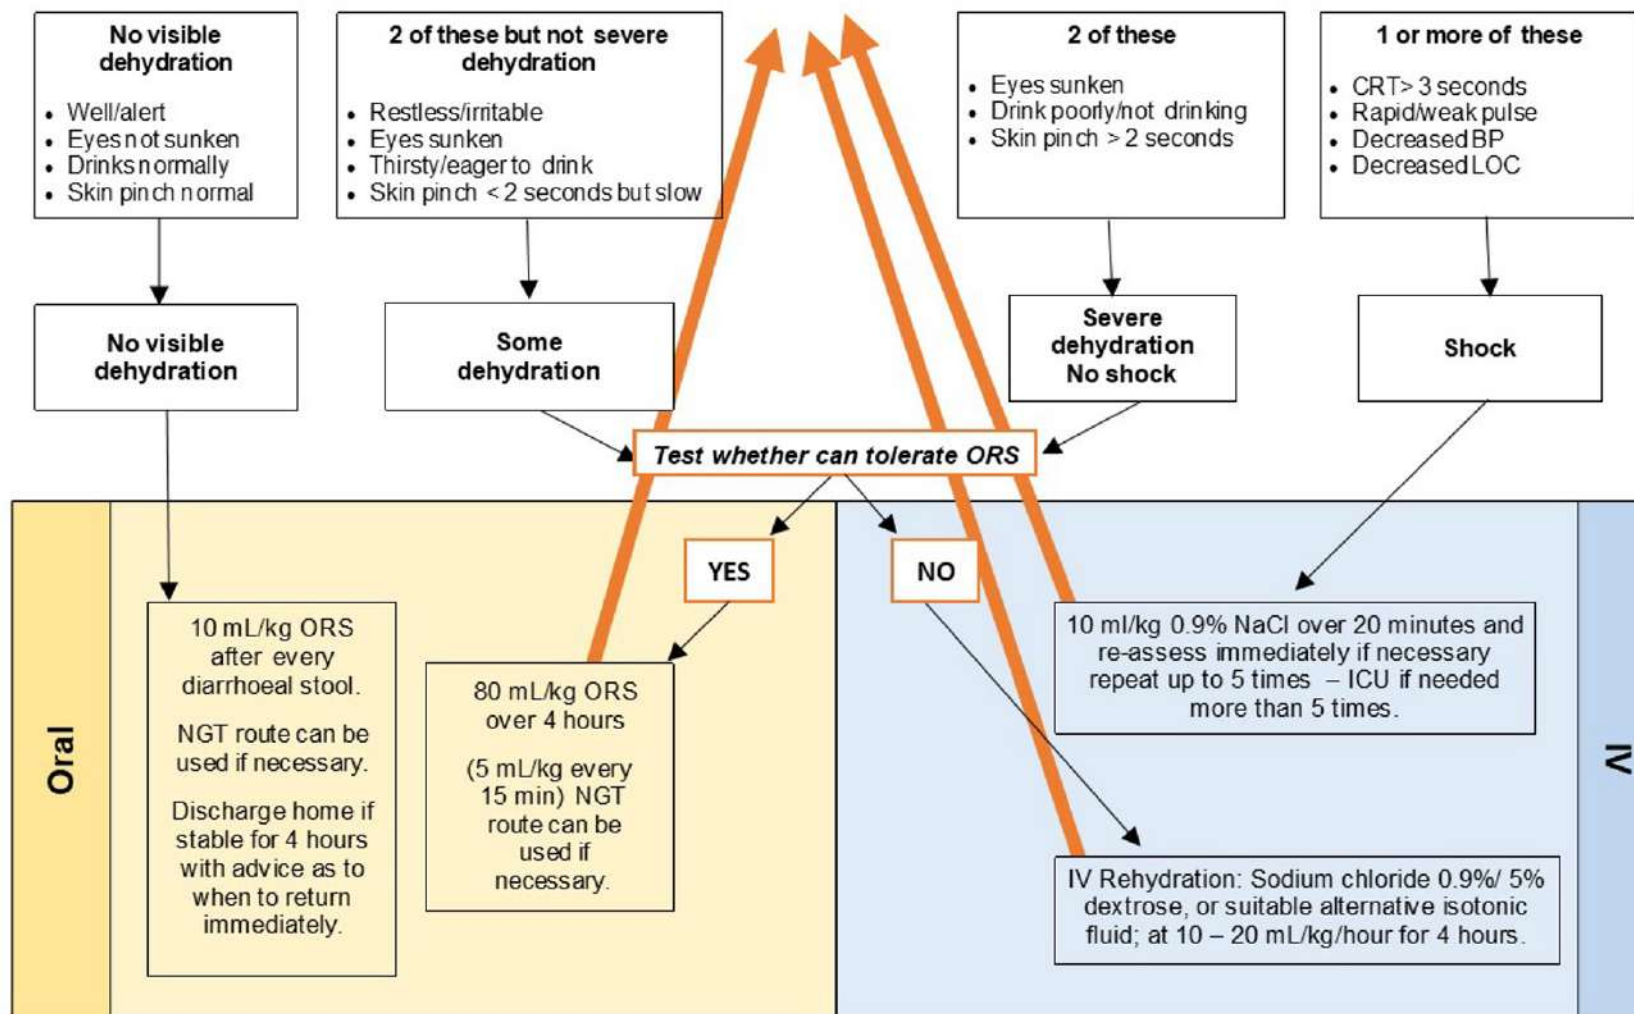 No visible
dehydration
• Well/alert
• Eyes not sunken
• Drinks normally
• Skin pinch normal
2 of these but not severe
dehydration
• Restless/irritable
• Eyes sunken
• Thirsty/eager to drink
• Skin pinch < 2 seconds but slow
2 of these
• Eyes sunken
• Drink poorly/not drinking
• Skin pinch > 2 seconds
1 or more of these
• CRT> 3 seconds
• Rapid/weak pulse
• Decreased BP
• Decreased LOC
No visible
dehydration
Some
dehydration
Severe
dehydration
No shock
Shock
Test whether can tolerate ORS
YES
NO
Oral
10 mL/kg ORS
after every
diarrhoeal stool.
NGT route can be
used if necessary.
Discharge home if
stable for 4 hours
with advice as to
when to return
immediately.
80 mL/kg ORS
over 4 hours
(5 mL/kg every
15 min) NGT
route can be
used if
necessary.
10 ml/kg 0.9% NaCl over 20 minutes and
re-assess immediately if necessary
repeat up to 5 times – ICU if needed
more than 5 times.
IV Rehydration: Sodium chloride 0.9%/ 5%
dextrose, or suitable alternative isotonic
fluid; at 10 – 20 mL/kg/hour for 4 hours.
IV